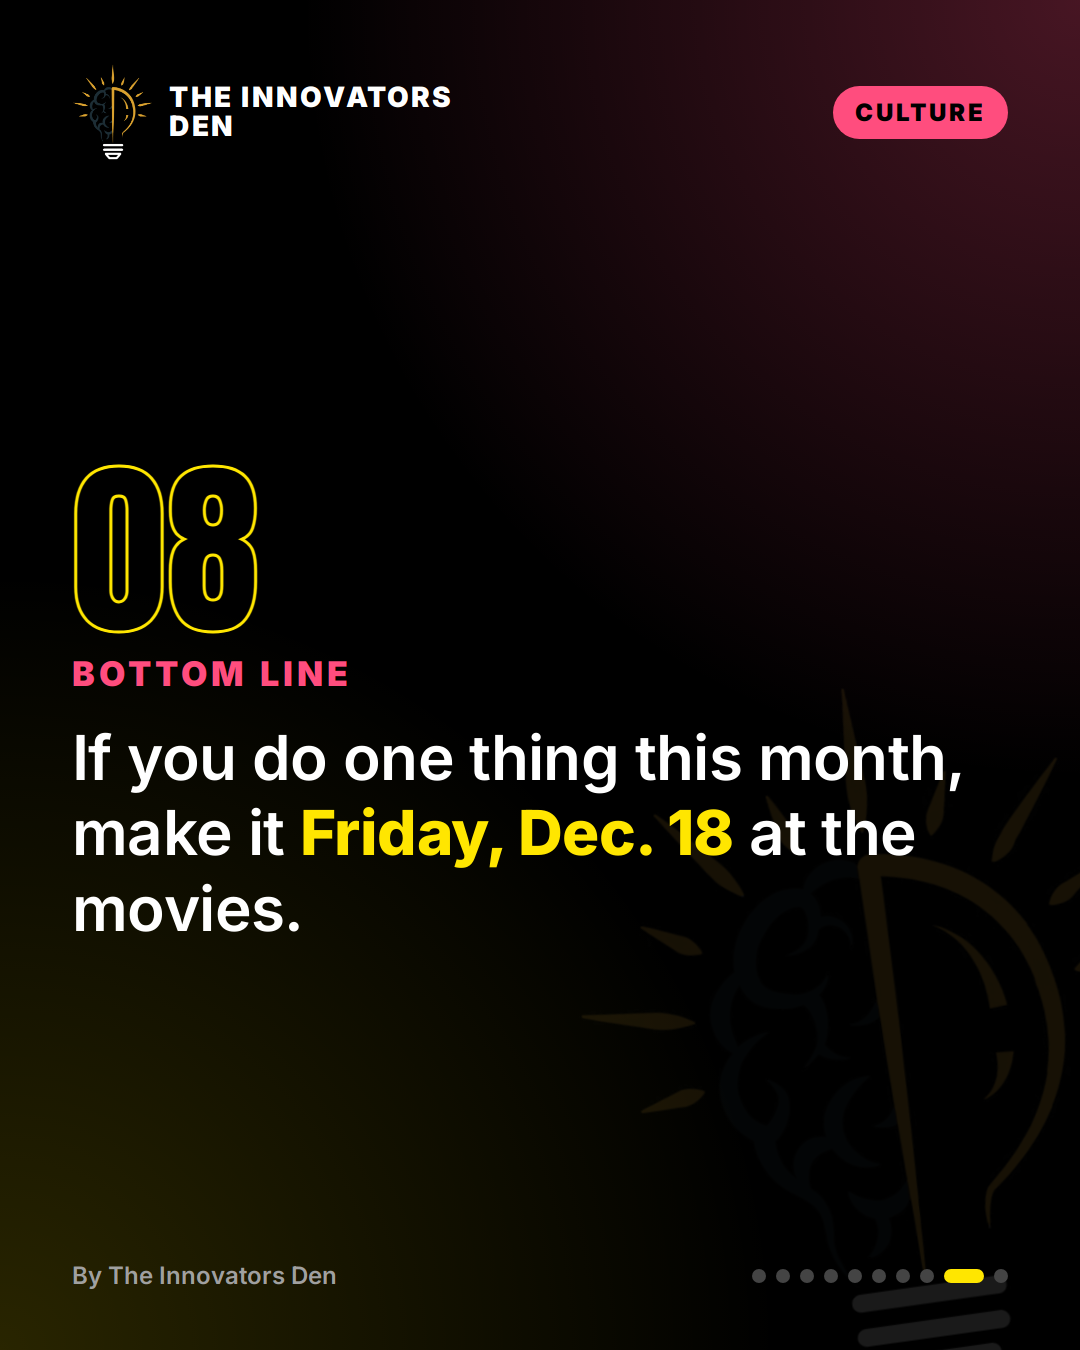 THE INNOVATORS
DEN
CULTURE
08
BOTTOM LINE
If you do one thing this month,
make it Friday, Dec. 18 at the
movies.
By The Innovators Den